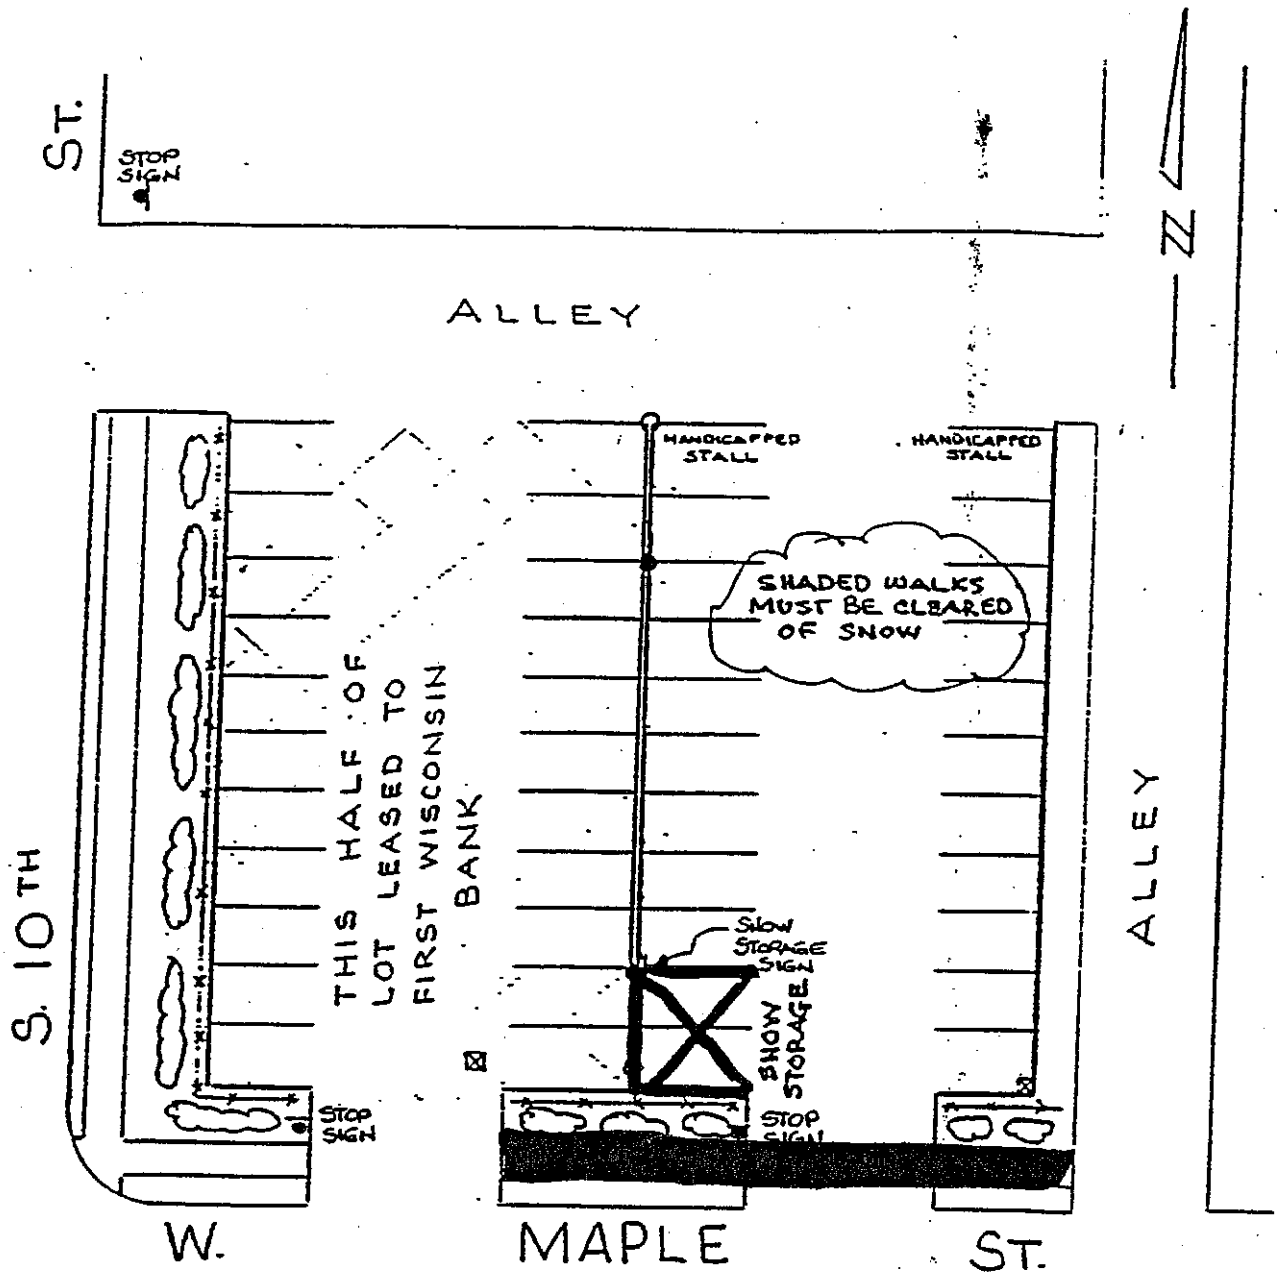 ST.
STOP
SIGN
N
ALLEY
HANDICAPPED
STALL
HANDICAPPED
STALL
SHADED WALKS
MUST BE CLEARED
OF SNOW
THIS HALF OF
LOT LEASED TO
FIRST WISCONSIN
BANK
S. 10TH
ALLEY
SNOW
STORAGE
SIGN
SNOW
STORAGE
STOP
SIGN
STOP
SIGN
W. MAPLE ST.